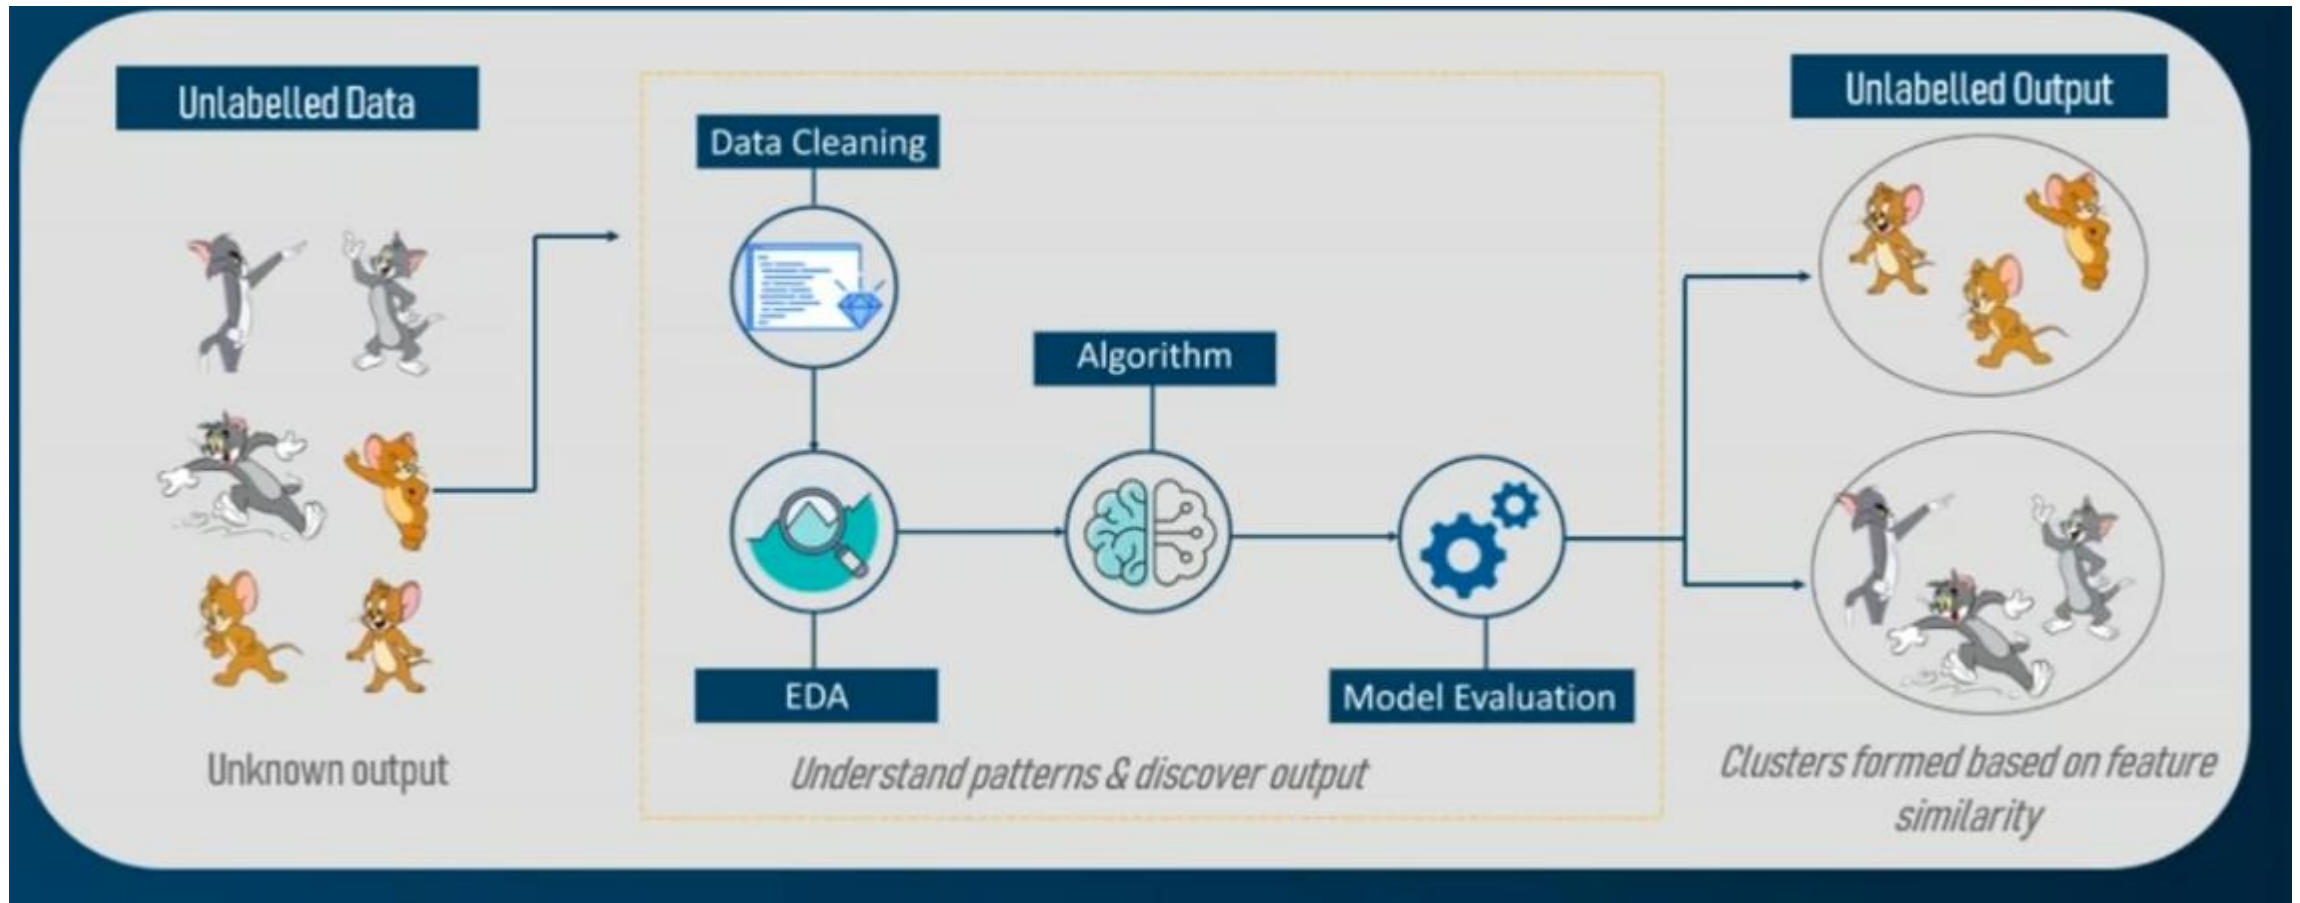 Unlabelled Data
Unknown output
Data Cleaning
Algorithm
EDA
Model Evaluation
Understand patterns & discover output
Unlabelled Output
Clusters formed based on feature
similarity